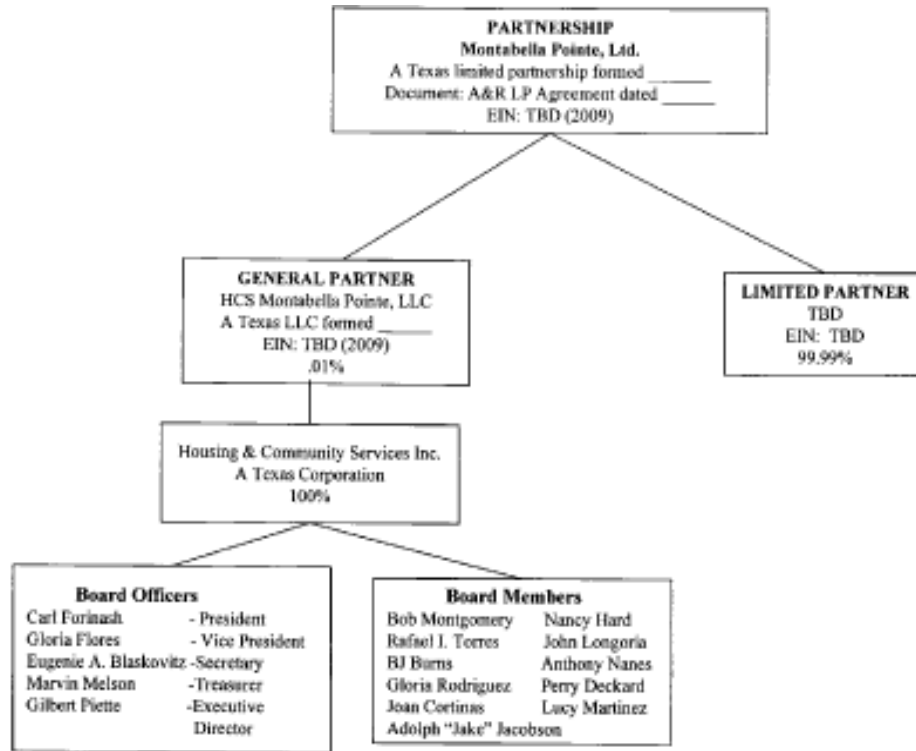 PARTNERSHIP
Montabella Pointe, Ltd.
A Texas limited partnership formed ______
Document: A&R LP Agreement dated _____
EIN: TBD (2009)
GENERAL PARTNER
HCS Montabella Pointe, LLC
A Texas LLC formed _____
EIN: TBD (2009)
.01%
LIMITED PARTNER
TBD
EIN: TBD
99.99%
Housing & Community Services Inc.
A Texas Corporation
100%
Board Officers
Carl Forinash - President
Gloria Flores - Vice President
Eugenie A. Blaskovitz -Secretary
Marvin Melson -Treasurer
Gilbert Piette -Executive
Director
Board Members
Bob Montgomery Nancy Hard
Rafael I. Torres John Longoria
BJ Burns Anthony Nanes
Gloria Rodriguez Perry Deckard
Joan Cortinas Lucy Martinez
Adolph "Jake" Jacobson